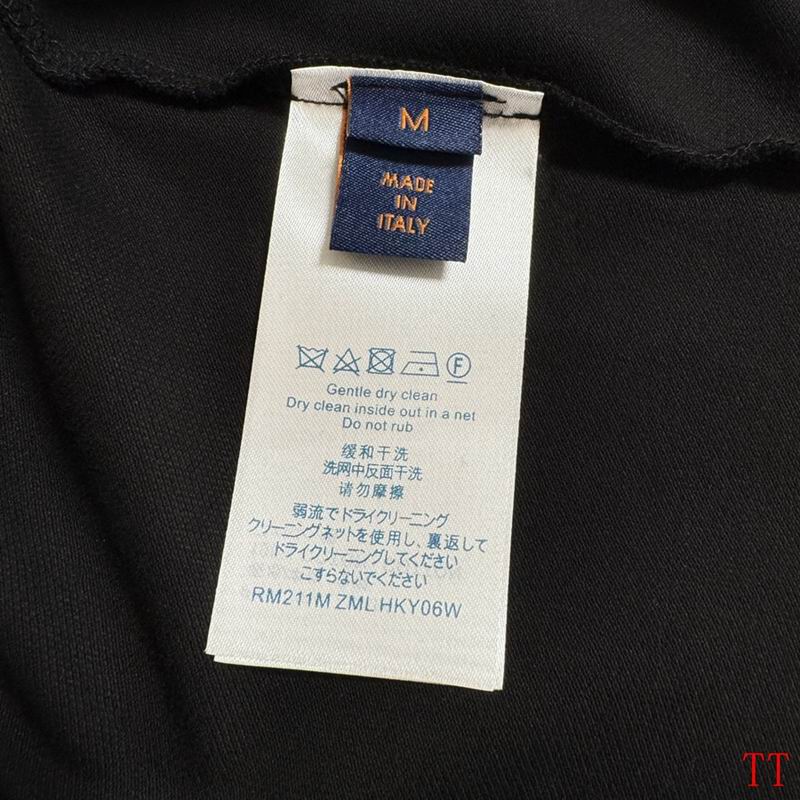 M
MADE
IN
ITALY
F
Gentle dry clean
Dry clean inside out in a net
Do not rub
缓和干洗
洗网中反面干洗
请勿摩擦
弱流でドライクリーニング
クリーニングネットを使用し、裏返して
ドライクリーニングしてください
こすらないでください
RM211M ZML HKY06W
TT